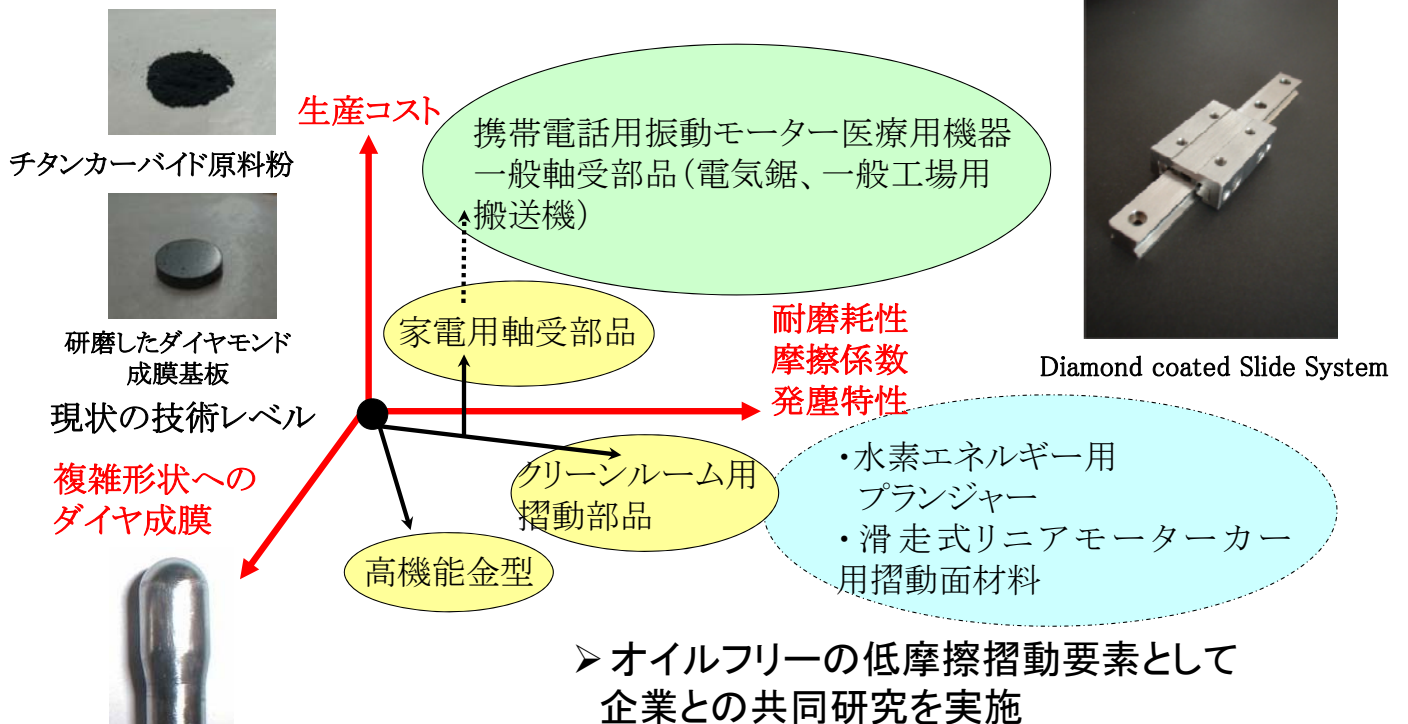 生産コスト
携帯電話用振動モーター医療用機器
一般軸受部品(電気鋸、一般工場用
搬送機)
チタンカーバイド原料粉
家電用軸受部品
耐磨耗性
摩擦係数
発塵特性
研磨したダイヤモンド
成膜基板
Diamond coated Slide System
現状の技術レベル
複雑形状への
ダイヤ成膜
クリーンルーム用
摺動部品
・水素エネルギー用
プランジャー
・滑走式リニアモーターカー
用摺動面材料
高機能金型
➢オイルフリーの低摩擦摺動要素として
企業との共同研究を実施